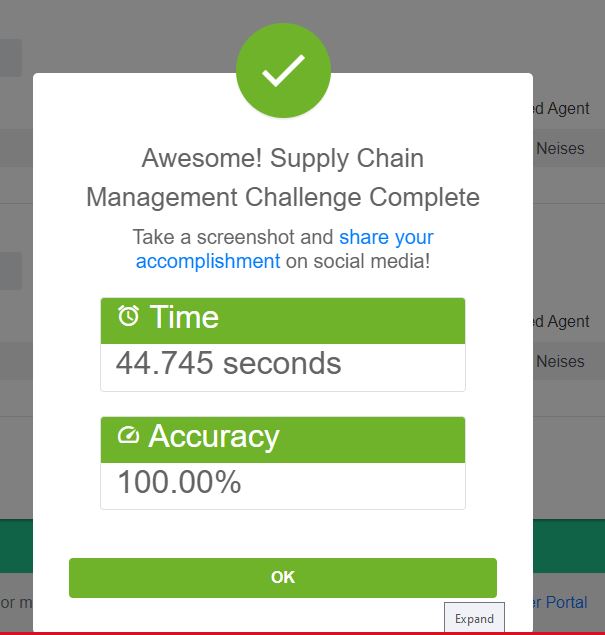 ed Agent
Neises
Awesome! Supply Chain
Management Challenge Complete
Take a screenshot and share your
accomplishment on social media!
Time
44.745 seconds
ed Agent
Neises
Accuracy
100.00%
OK
or m
er Portal
Expand